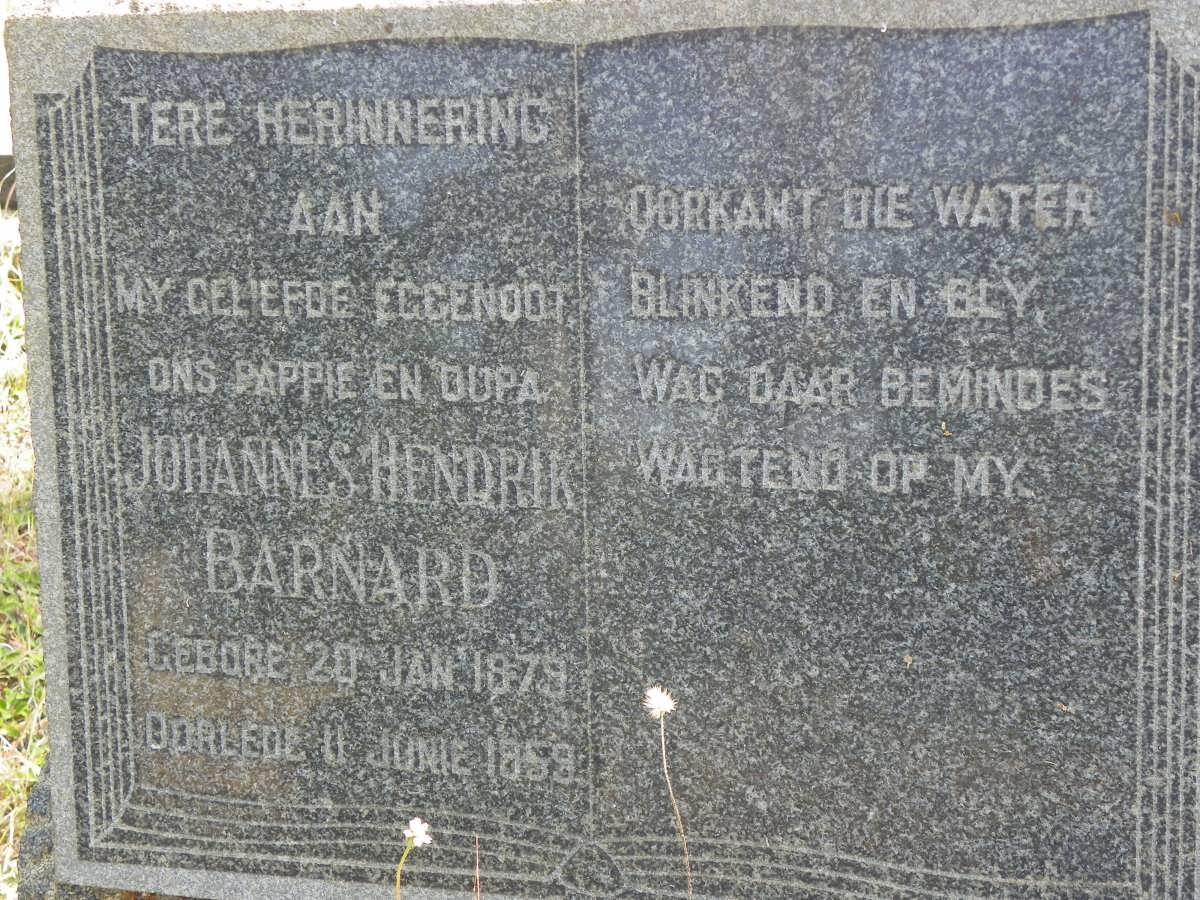 TERE HERINNERING
AAN
MY GELIEFDE EGGENOOT,
ONS PAPPIE EN OUPA.
JOHANNES HENDRIK
BARNARD
GEBORE 20 JAN 1879
OORLEDE 11 JUNIE 1959
OORKANT DIE WATER
BLINKEND EN BLY,
WAG DAAR BEMINDES
WAGTEND OP MY.